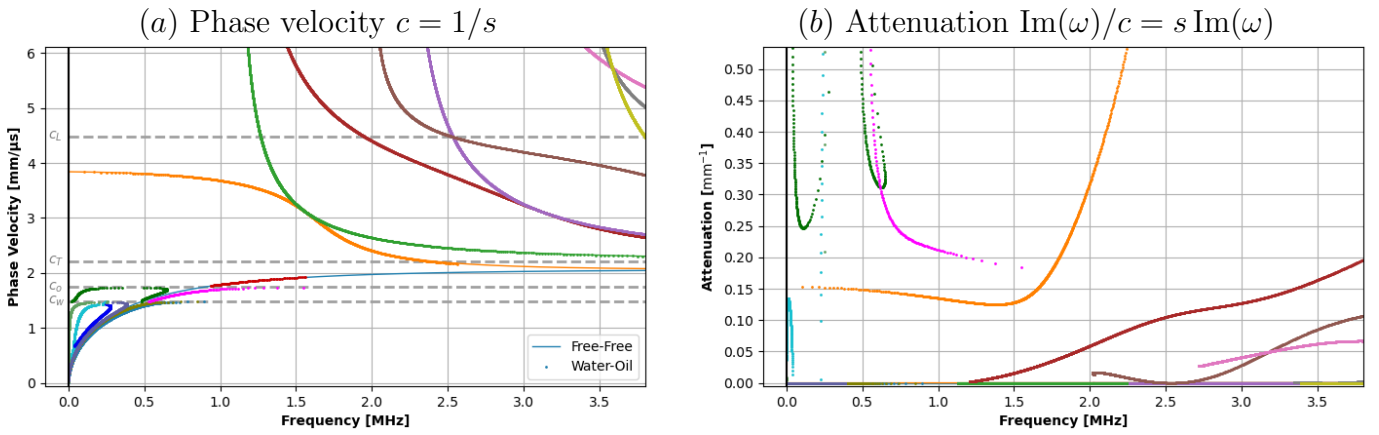 (a) Phase velocity c = 1/s
6
5
4
3
2
1
0
c_L
c_T
c_O
c_W
Phase Velocity [mm/µs]
Free-Free
Water-Oil
0.0 0.5 1.0 1.5 2.0 2.5 3.0 3.5
Frequency [MHz]
(b) Attenuation Im(ω)/c = s Im(ω)
0.50
0.45
0.40
0.35
0.30
0.25
0.20
0.15
0.10
0.05
0.00
Attenuation [mm⁻¹]
0.0 0.5 1.0 1.5 2.0 2.5 3.0 3.5
Frequency [MHz]